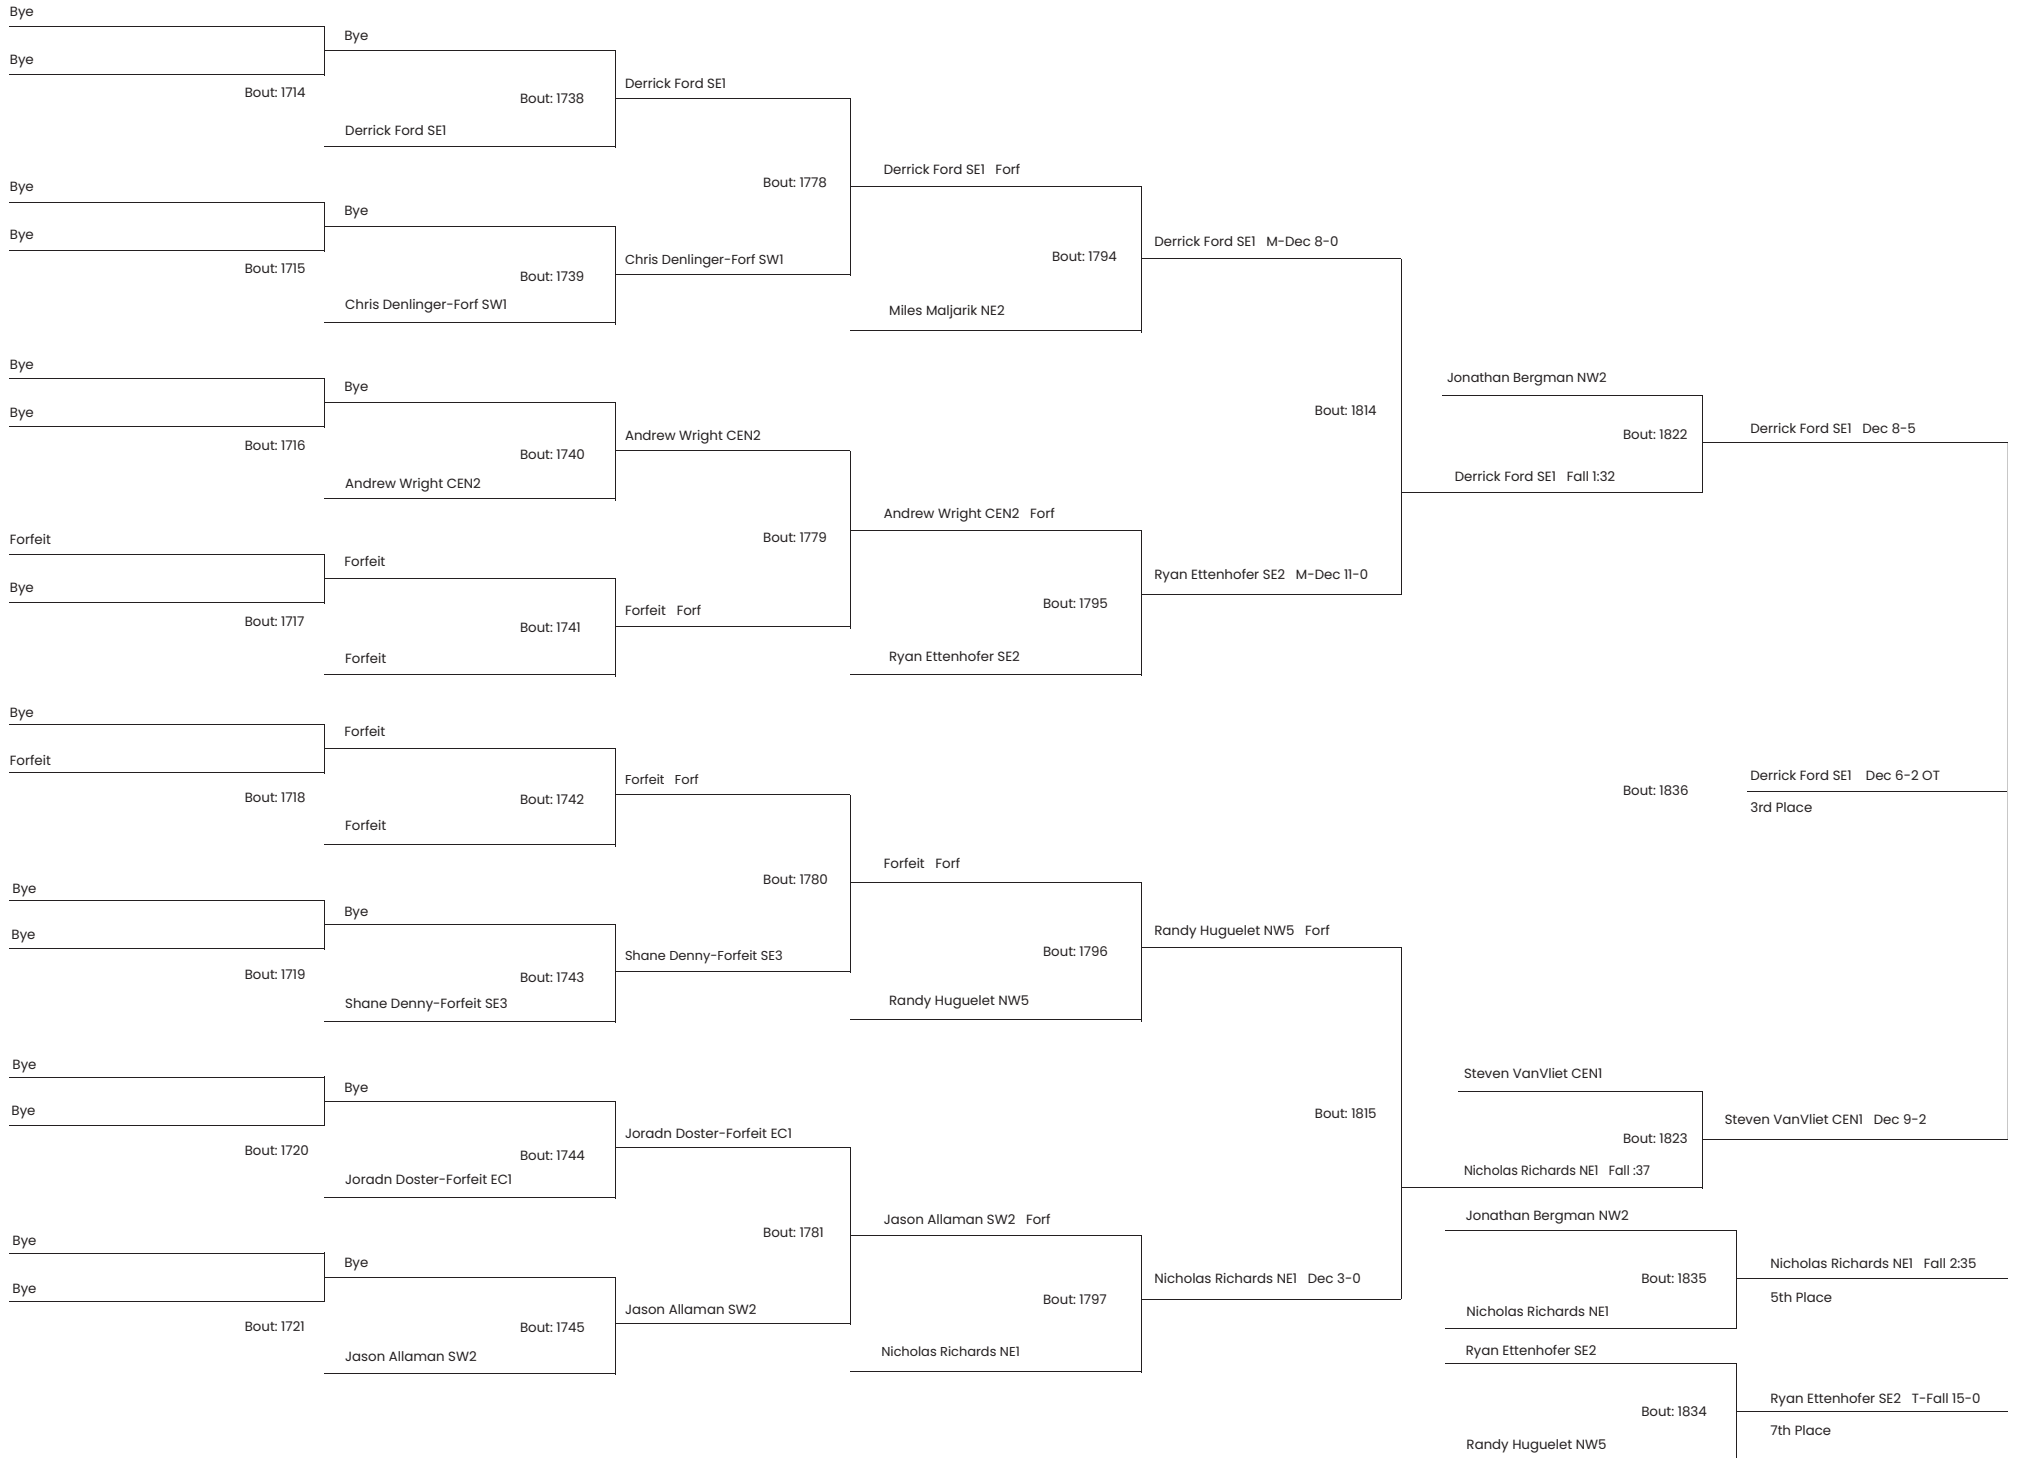 Bye
Bye
Bye
Bout: 1714
Bout: 1738
Derrick Ford SE1
Derrick Ford SE1
Bye
Bye
Bye
Bout: 1715
Bout: 1739
Chris Denlinger-Forf SW1
Chris Denlinger-Forf SW1
Bout: 1778
Derrick Ford SE1 Forf
Bout: 1794
Miles Maljarik NE2
Derrick Ford SE1 M-Dec 8-0
Bye
Bye
Bye
Bout: 1716
Bout: 1740
Andrew Wright CEN2
Andrew Wright CEN2
Forfeit
Bye
Forfeit
Bout: 1717
Bout: 1741
Forfeit
Forfeit Forf
Bout: 1779
Andrew Wright CEN2 Forf
Bout: 1795
Ryan Ettenhofer SE2
Ryan Ettenhofer SE2 M-Dec 11-0
Bout: 1814
Jonathan Bergman NW2
Bout: 1822
Derrick Ford SE1 Fall 1:32
Derrick Ford SE1 Dec 8-5
Bye
Forfeit
Forfeit
Bout: 1718
Bout: 1742
Forfeit
Forfeit Forf
Bye
Bye
Bye
Bout: 1719
Bout: 1743
Shane Denny-Forfeit SE3
Shane Denny-Forfeit SE3
Bout: 1780
Forfeit Forf
Bout: 1796
Randy Huguelet NW5
Randy Huguelet NW5 Forf
Bout: 1836
Derrick Ford SE1 Dec 6-2 OT
3rd Place
Bye
Bye
Bye
Bout: 1720
Bout: 1744
Joradn Doster-Forfeit EC1
Joradn Doster-Forfeit EC1
Bye
Bye
Bye
Bout: 1721
Bout: 1745
Jason Allaman SW2
Jason Allaman SW2
Bout: 1781
Jason Allaman SW2 Forf
Bout: 1797
Nicholas Richards NE1
Nicholas Richards NE1 Dec 3-0
Bout: 1815
Steven VanVliet CEN1
Bout: 1823
Nicholas Richards NE1 Fall :37
Steven VanVliet CEN1 Dec 9-2
Jonathan Bergman NW2
Bout: 1835
Nicholas Richards NE1
Nicholas Richards NE1 Fall 2:35
5th Place
Ryan Ettenhofer SE2
Bout: 1834
Randy Huguelet NW5
Ryan Ettenhofer SE2 T-Fall 15-0
7th Place